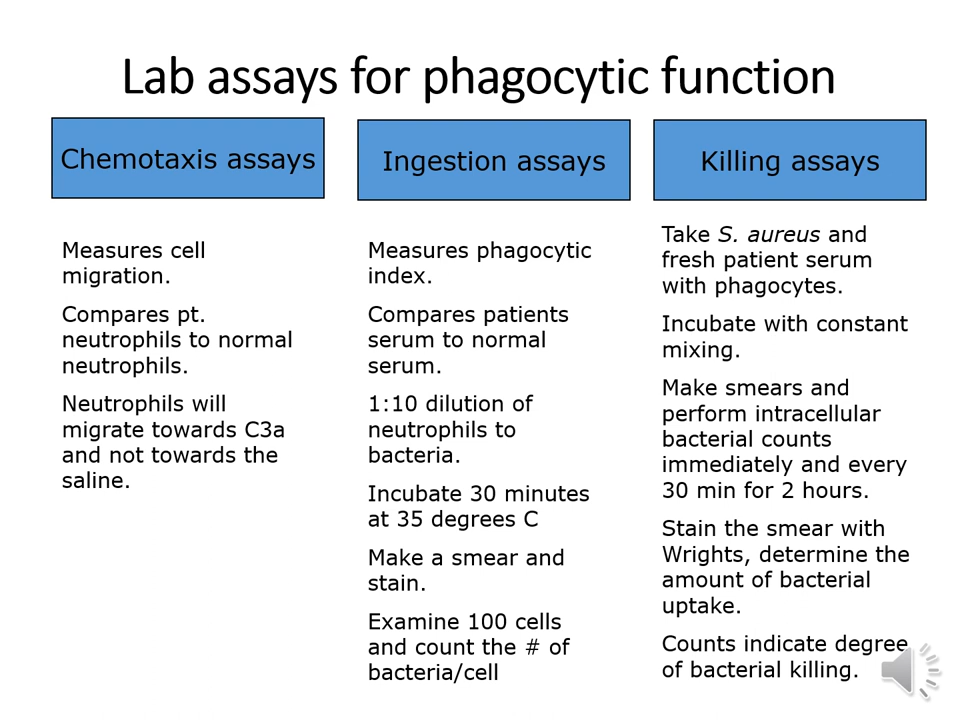 Lab assays for phagocytic function
Chemotaxis assays
Measures cell
migration.
Compares pt.
neutrophils to normal
neutrophils.
Neutrophils will
migrate towards C3a
and not towards the
saline.
Ingestion assays
Measures phagocytic
index.
Compares patients
serum to normal
serum.
1:10 dilution of
neutrophils to
bacteria.
Incubate 30 minutes
at 35 degrees C
Make a smear and
stain.
Examine 100 cells
and count the # of
bacteria/cell
Killing assays
Take S. aureus and
fresh patient serum
with phagocytes.
Incubate with constant
mixing.
Make smears and
perform intracellular
bacterial counts
immediately and every
30 min for 2 hours.
Stain the smear with
Wrights, determine the
amount of bacterial
uptake.
Counts indicate degree
of bacterial killing.